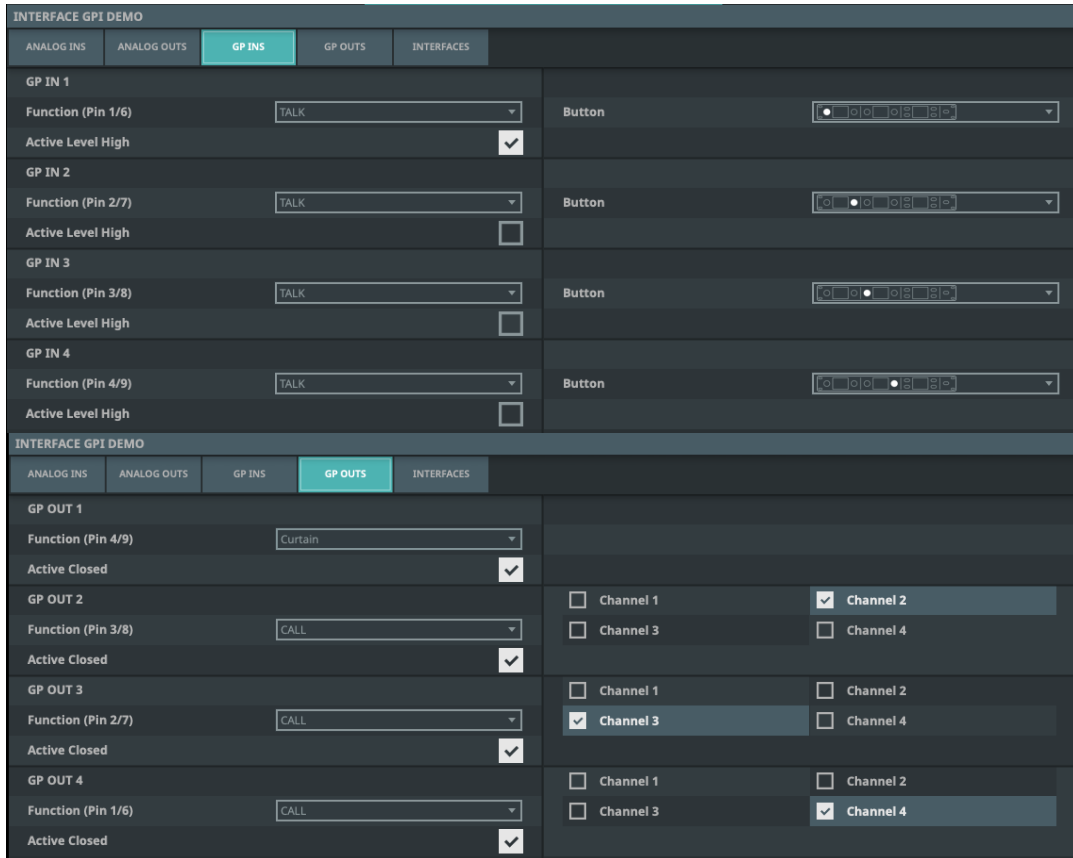 INTERFACE GPI DEMO
ANALOG INS ANALOG OUTS GP INS GP OUTS INTERFACES
GP IN 1
Function (Pin 1/6) TALK Button
Active Level High
GP IN 2
Function (Pin 2/7) TALK Button
Active Level High
GP IN 3
Function (Pin 3/8) TALK Button
Active Level High
GP IN 4
Function (Pin 4/9) TALK Button
Active Level High
INTERFACE GPI DEMO
ANALOG INS ANALOG OUTS GP INS GP OUTS INTERFACES
GP OUT 1
Function (Pin 4/9) Curtain
Active Closed
GP OUT 2 Channel 1 Channel 2
Function (Pin 3/8) CALL Channel 3 Channel 4
Active Closed
GP OUT 3 Channel 1 Channel 2
Function (Pin 2/7) CALL Channel 3 Channel 4
Active Closed
GP OUT 4 Channel 1 Channel 2
Function (Pin 1/6) CALL Channel 3 Channel 4
Active Closed